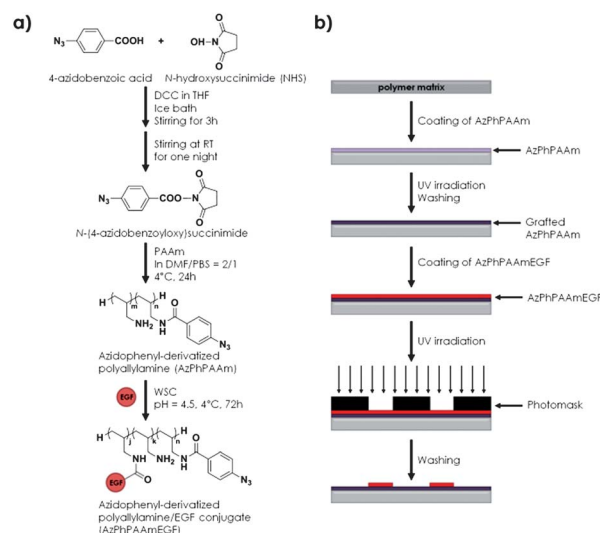 a)
N₃
COOH
+
HO-N
O
O
4-azidobenzoic acid
N-hydroxysuccinimide (NHS)
DCC in THF
Ice bath
Stirring for 3h
Stirring at RT
for one night
N₃
COO-N
O
O
N-(4-azidobenzoyloxy)succinimide
PAAm
In DMF/PBS = 2/1
4°C, 24h
H
m
n
H
NH₂
NH
O
N₃
Azidophenyl-derivatized
polyallylamine (AzPhPAAm)
EGF
WSC
pH = 4.5, 4°C, 72h
H
j
k
n
H
NH
NH₂
NH
O
C
O
EGF
N₃
Azidophenyl-derivatized
polyallylamine/EGF conjugate
(AzPhPAAmEGF)
b)
polymer matrix
Coating of AzPhPAAm
AzPhPAAm
UV irradiation
Washing
Grafted
AzPhPAAm
Coating of AzPhPAAmEGF
AzPhPAAmEGF
UV irradiation
Photomask
Washing